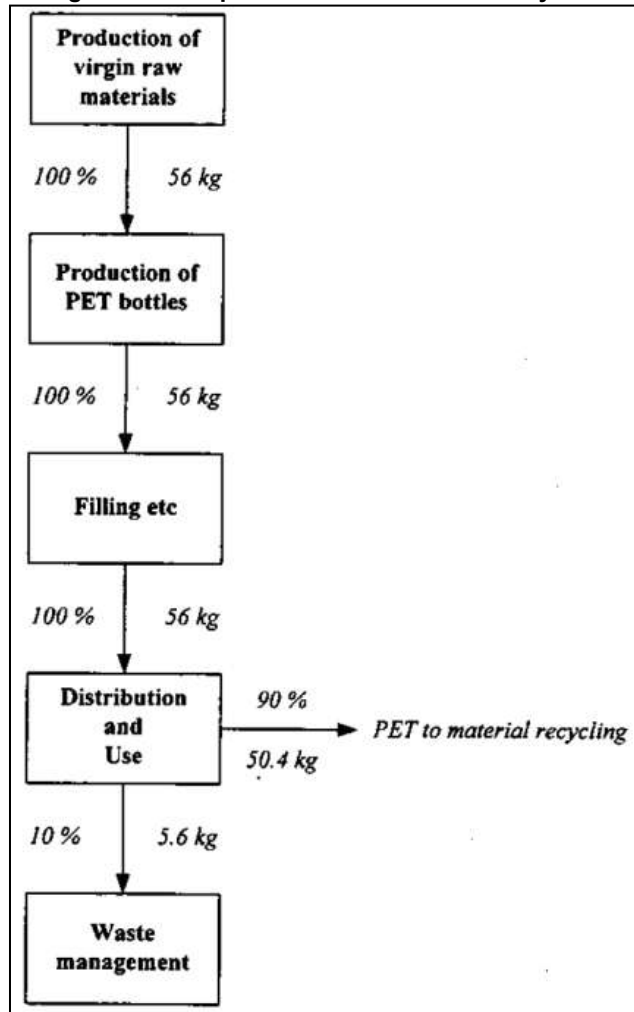 Production of
virgin raw
materials
100 % 56 kg
Production of
PET bottles
100 % 56 kg
Filling etc
100 % 56 kg
Distribution
and
Use
90 %
PET to material recycling
50.4 kg
10 % 5.6 kg
Waste
management